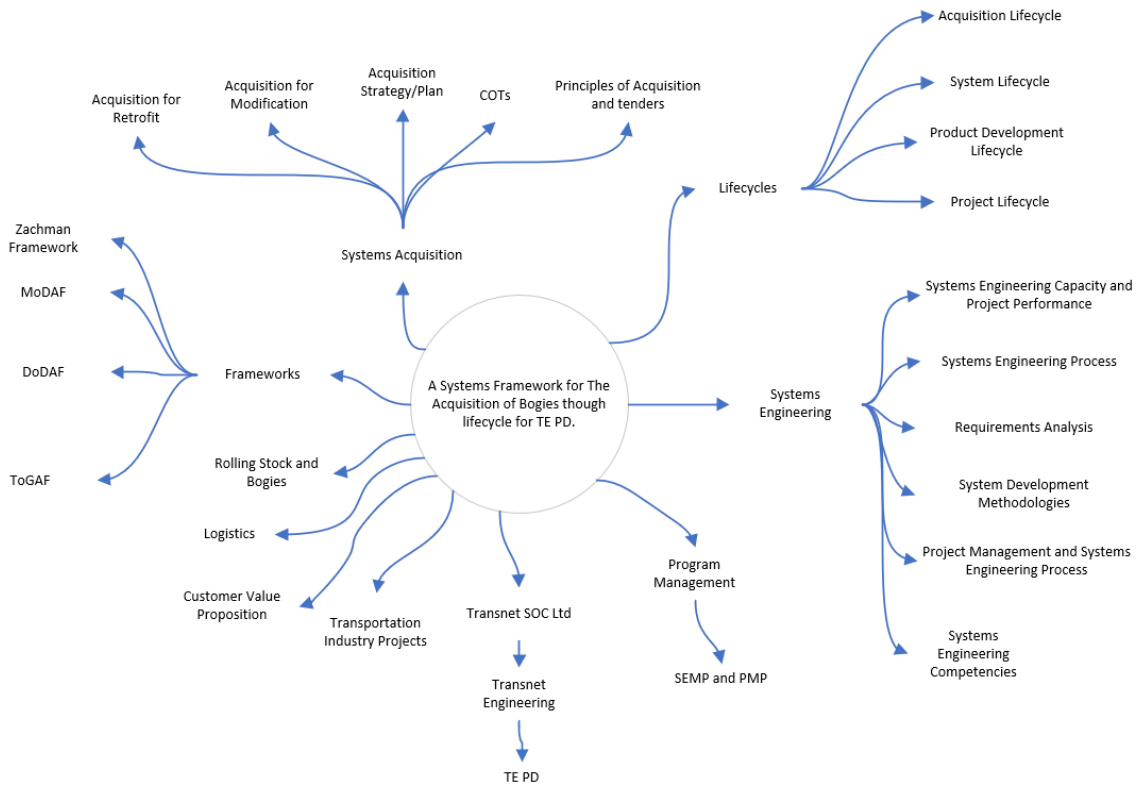 Acquisition Lifecycle
Acquisition
Strategy/Plan
Acquisition for
Modification
COTs
Principles of Acquisition
and tenders
Acquisition for
Retrofit
System Lifecycle
Product Development
Lifecycle
Lifecycles
Project Lifecycle
Zachman
Framework
Systems Acquisition
MoDAF
Systems Engineering Capacity and
Project Performance
DoDAF
Frameworks
A Systems Framework for The
Acquisition of Bogies though
lifecycle for TE PD.
Systems
Engineering
Systems Engineering Process
Requirements Analysis
ToGAF
Rolling Stock and
Bogies
System Development
Methodologies
Logistics
Program
Management
Project Management and Systems
Engineering Process
Customer Value
Proposition
Transportation
Industry Projects
Transnet SOC Ltd
Systems
Engineering
Competencies
SEMP and PMP
Transnet
Engineering
TE PD